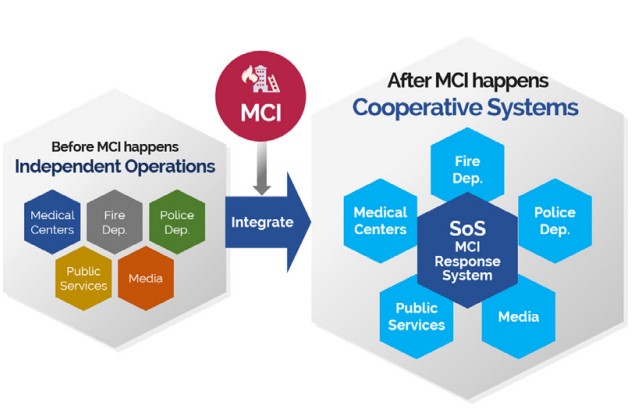 MCI
Before MCI happens
Independent Operations
Medical
Centers
Fire
Dep.
Police
Dep.
Public
Services
Media
Integrate
After MCI happens
Cooperative Systems
Fire
Dep.
Medical
Centers
Police
Dep.
SoS
MCI
Response
System
Public
Services
Media